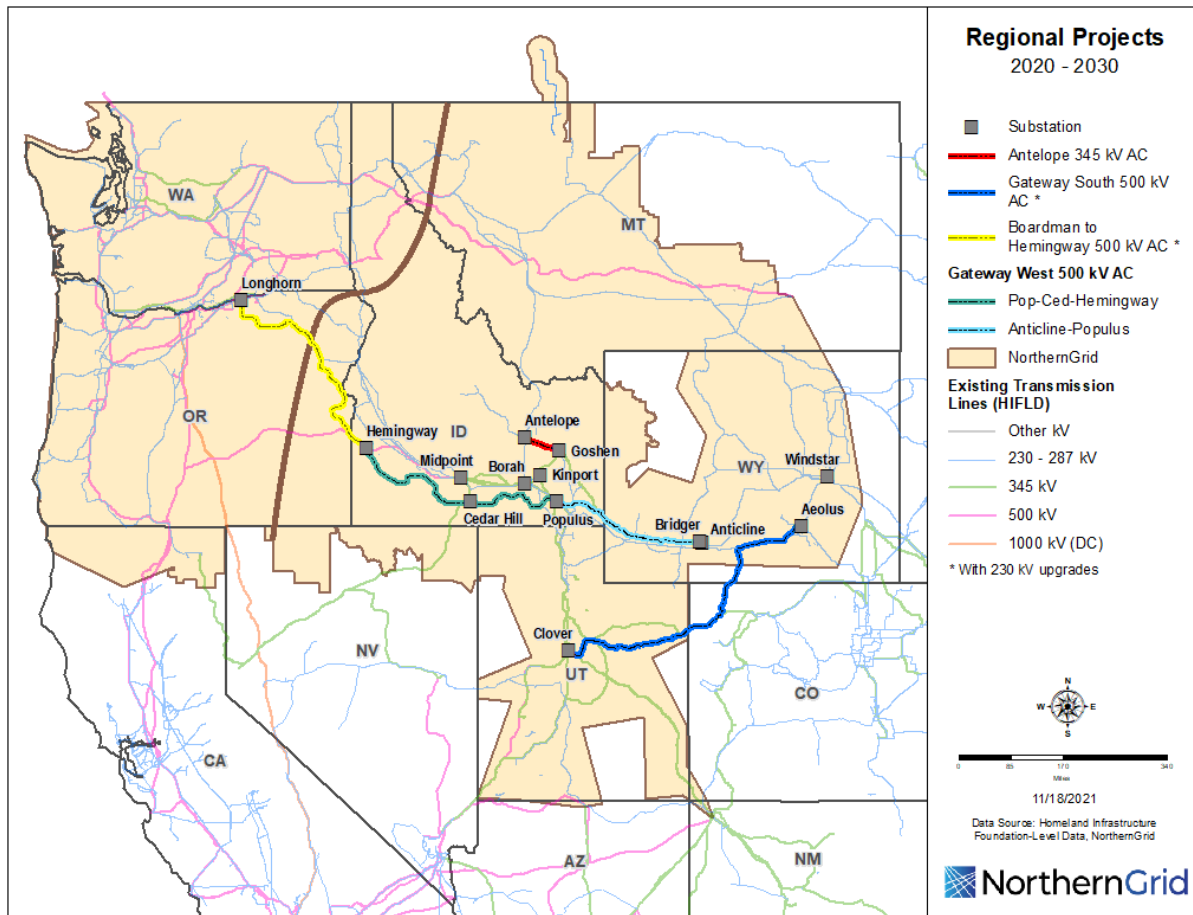 WA
MT
Longhorn
OR
ID
Antelope
Hemingway
Goshen
Midpoint
Borah
Kinport
WY
Windstar
Cedar Hill
Populus
Bridger
Anticline
Aeolus
Clover
NV
UT
CO
CA
AZ
NM
Regional Projects
2020 - 2030
Substation
Antelope 345 kV AC
Gateway South 500 kV
AC *
Boardman to
Hemingway 500 kV AC *
Gateway West 500 kV AC
Pop-Ced-Hemingway
Anticline-Populus
NorthernGrid
Existing Transmission
Lines (HIFLD)
Other kV
230 - 287 kV
345 kV
500 kV
1000 kV (DC)
* With 230 kV upgrades
N
W E
S
0 85 170 340
Miles
11/18/2021
Data Source: Homeland Infrastructure
Foundation-Level Data, NorthernGrid
NorthernGrid